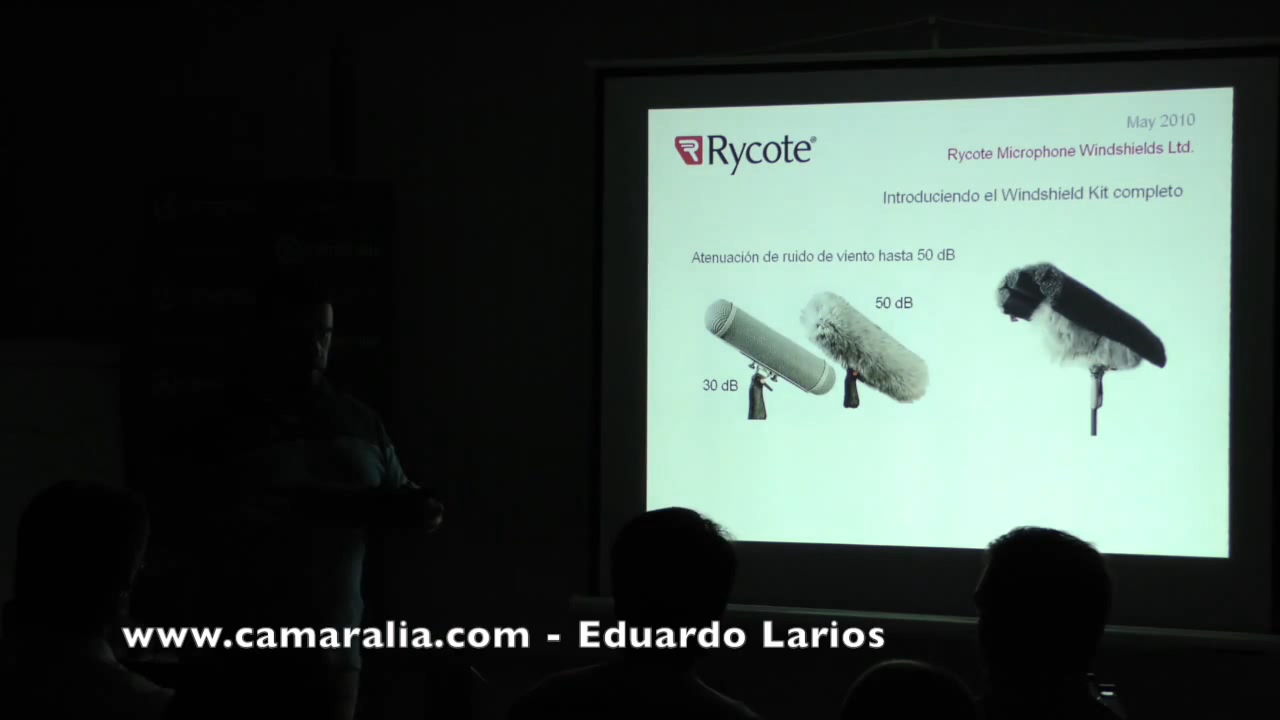 May 2010
Rycote®
Rycote Microphone Windshields Ltd.
Introduciendo el Windshield Kit completo
Atenuación de ruido de viento hasta 50 dB
50 dB
30 dB
www.camaralia.com - Eduardo Larios